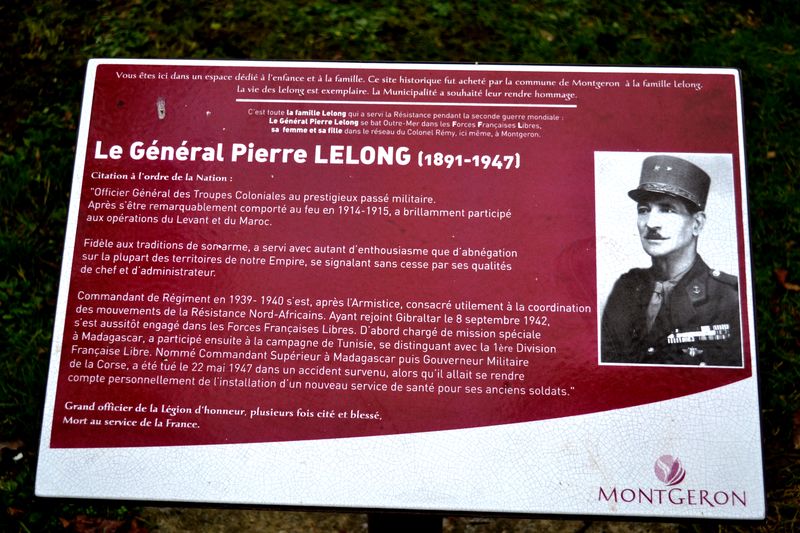 Vous êtes ici dans un espace dédié à l'enfance et à la famille. Ce site historique fut acheté par la commune de Montgeron à la famille Lelong.
La vie des Lelong est exemplaire. La Municipalité a souhaité leur rendre hommage.
C'est toute la famille Lelong qui a servi la Résistance pendant la seconde guerre mondiale :
Le Général Pierre Lelong se bat Outre-Mer dans les Forces Françaises Libres,
sa femme et sa fille dans le réseau du Colonel Rémy, ici même, à Montgeron.
Le Général Pierre LELONG (1891-1947)
Citation à l'ordre de la Nation :
"Officier Général des Troupes Coloniales au prestigieux passé militaire.
Après s'être remarquablement comporté au feu en 1914-1915, a brillamment participé
aux opérations du Levant et du Maroc.
Fidèle aux traditions de son arme, a servi avec autant d'enthousiasme que d'abnégation
sur la plupart des territoires de notre Empire, se signalant sans cesse par ses qualités
de chef et d'administrateur.
Commandant de Régiment en 1939- 1940 s'est, après l'Armistice, consacré utilement à la coordination
des mouvements de la Résistance Nord-Africains. Ayant rejoint Gibraltar le 8 septembre 1942,
s'est aussitôt engagé dans les Forces Françaises Libres. D'abord chargé de mission spéciale
à Madagascar, a participé ensuite à la campagne de Tunisie, se distinguant avec la 1ère Division
Française Libre. Nommé Commandant Supérieur à Madagascar puis Gouverneur Militaire
de la Corse, a été tué le 22 mai 1947 dans un accident survenu, alors qu'il allait se rendre
compte personnellement de l'installation d'un nouveau service de santé pour ses anciens soldats."
Grand officier de la Légion d'honneur, plusieurs fois cité et blessé,
Mort au service de la France.
MONTGERON